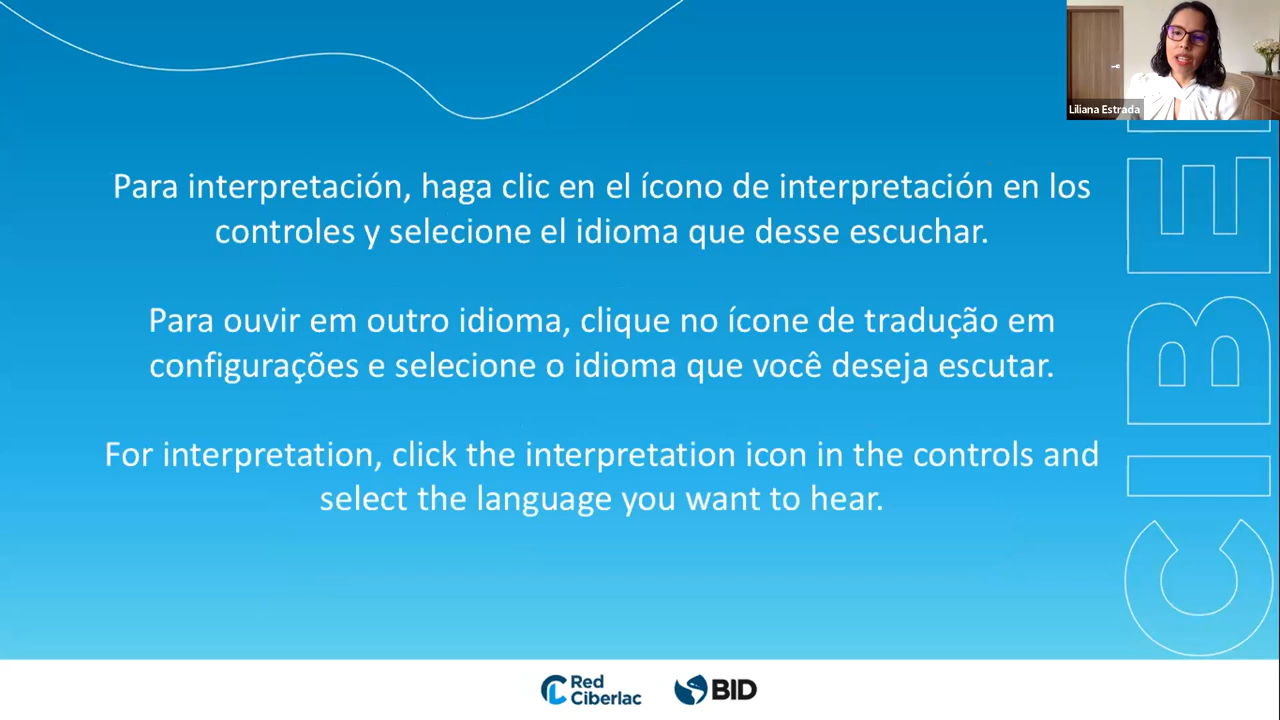 Liliana Estrada
Para interpretación, haga clic en el ícono de interpretación en los
controles y selecione el idioma que desse escuchar.
Para ouvir em outro idioma, clique no ícone de tradução em
configurações e selecione o idioma que você deseja escutar.
For interpretation, click the interpretation icon in the controls and
select the language you want to hear.
CIBE
Red
Ciberlac
BID